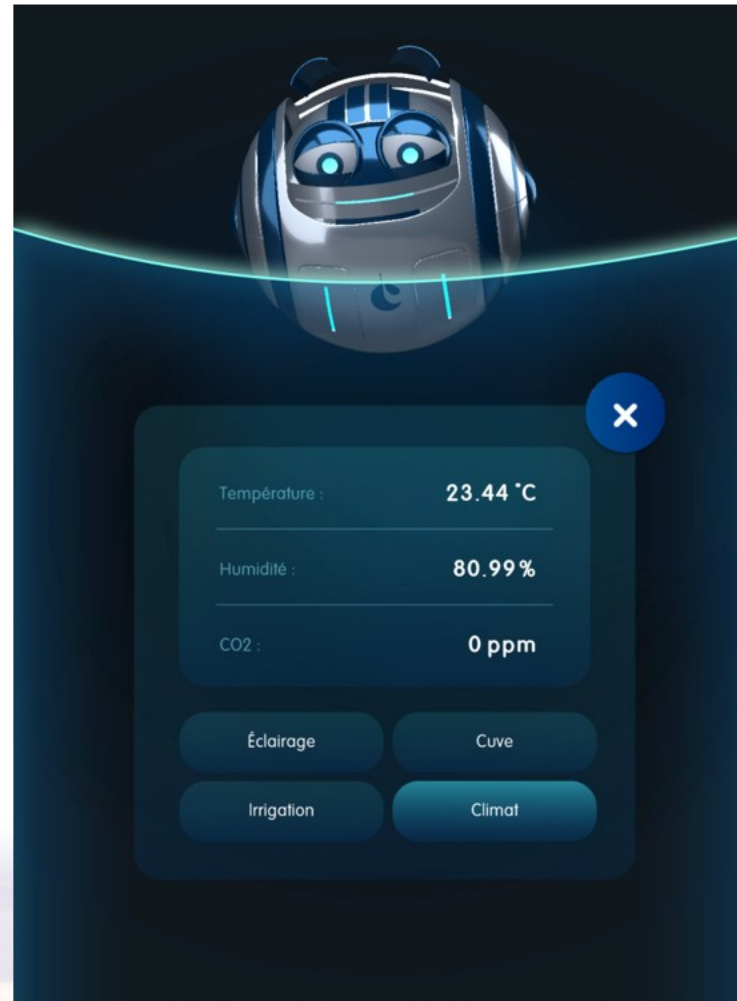 Température :
23.44 °C
Humidité :
80.99%
CO2 :
0 ppm
Éclairage
Cuve
Irrigation
Climat